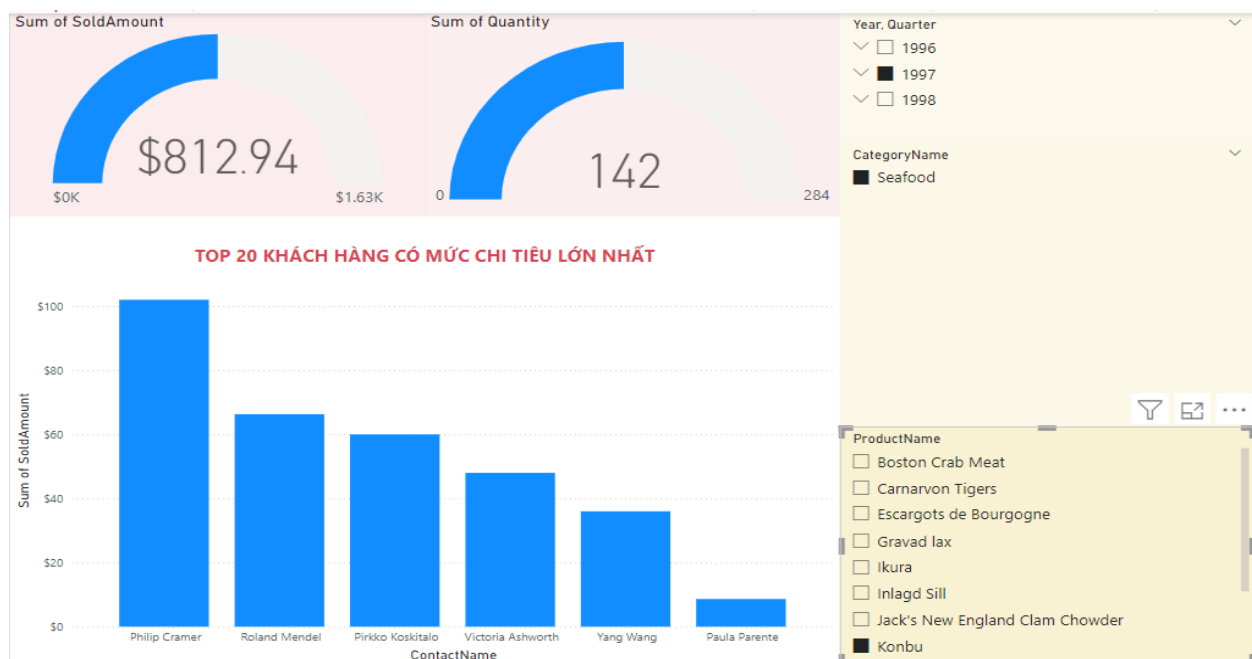 Sum of SoldAmount
$812.94
$0K
$1.63K
Sum of Quantity
142
0
284
Year, Quarter
1996
1997
1998
CategoryName
Seafood
TOP 20 KHÁCH HÀNG CÓ MỨC CHI TIÊU LỚN NHẤT
Sum of SoldAmount
$100
$80
$60
$40
$20
$0
Philip Cramer
Roland Mendel
Pirkko Koskitalo
Victoria Ashworth
Yang Wang
Paula Parente
ContactName
ProductName
Boston Crab Meat
Carnarvon Tigers
Escargots de Bourgogne
Gravad lax
Ikura
Inlagd Sill
Jack's New England Clam Chowder
Konbu